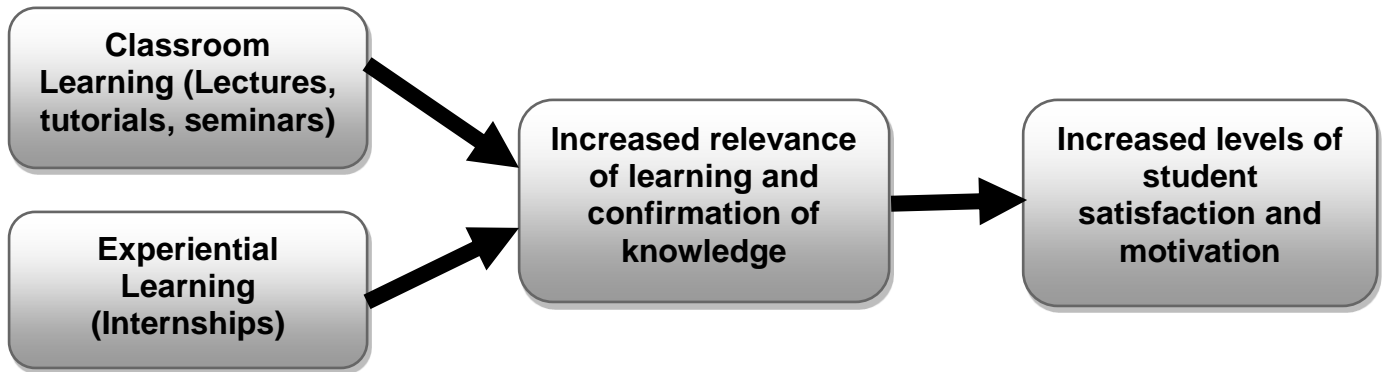 Classroom
Learning (Lectures,
tutorials, seminars)
Experiential
Learning
(Internships)
Increased relevance
of learning and
confirmation of
knowledge
Increased levels of
student
satisfaction and
motivation